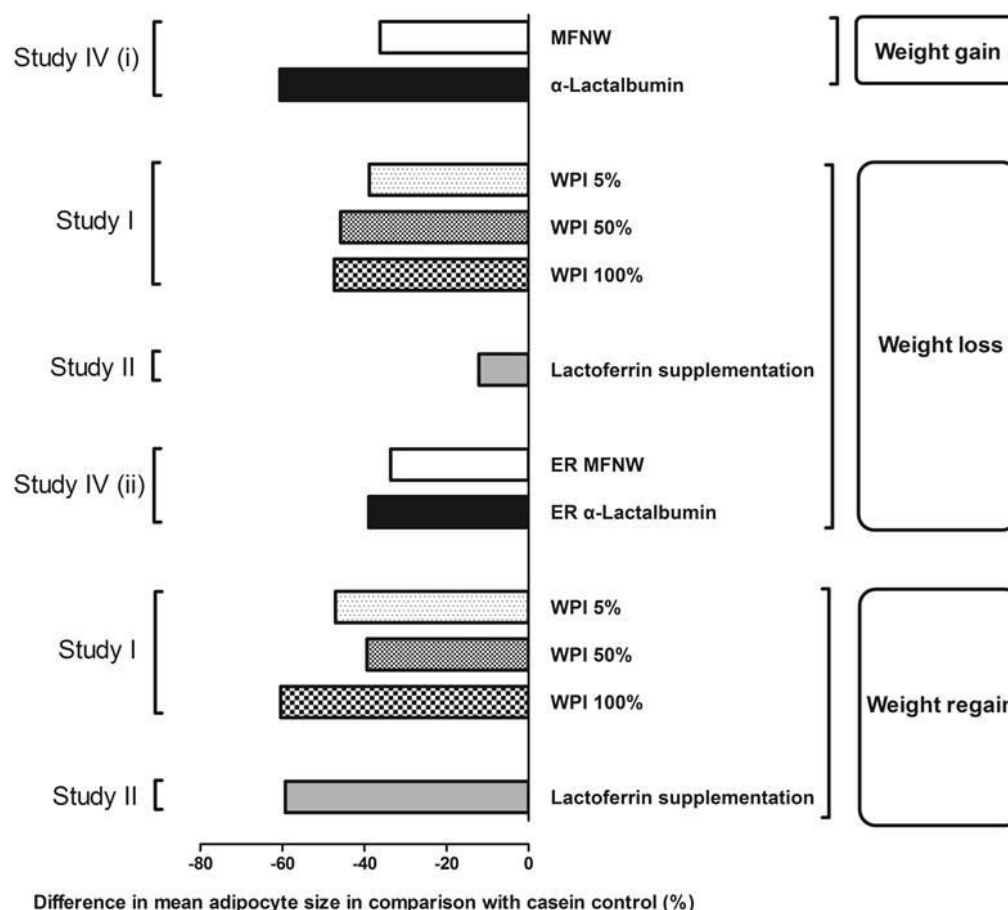 Study IV (i)
MFNW
α-Lactalbumin
Weight gain
Study I
WPI 5%
WPI 50%
WPI 100%
Study II
Lactoferrin supplementation
Weight loss
Study IV (ii)
ER MFNW
ER α-Lactalbumin
Study I
WPI 5%
WPI 50%
WPI 100%
Weight regain
Study II
Lactoferrin supplementation
-80 -60 -40 -20 0
Difference in mean adipocyte size in comparison with casein control (%)